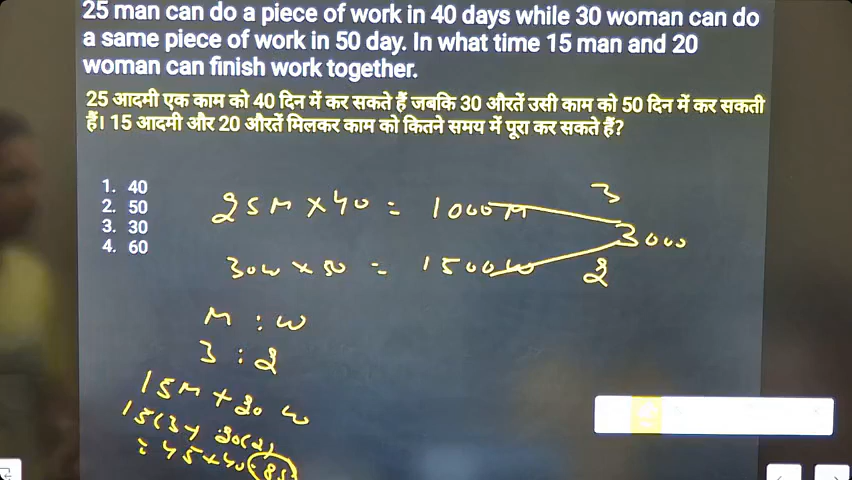 25 man can do a piece of work in 40 days while 30 woman can do
a same piece of work in 50 day. In what time 15 man and 20
woman can finish work together.
25 आदमी एक काम को 40 दिन में कर सकते हैं जबकि 30 औरतें उसी काम को 50 दिन में कर सकती
हैं। 15 आदमी और 20 औरतें मिलकर काम को कितने समय में पूरा कर सकते हैं?
1. 40
2. 50
3. 30
4. 60
25M × 40 = 1000M
3
3000
30W × 50 = 1500W
2
M : W
3 : 2
15M + 20 W
15(3) + 20(2)
= 45 + 40 = 85